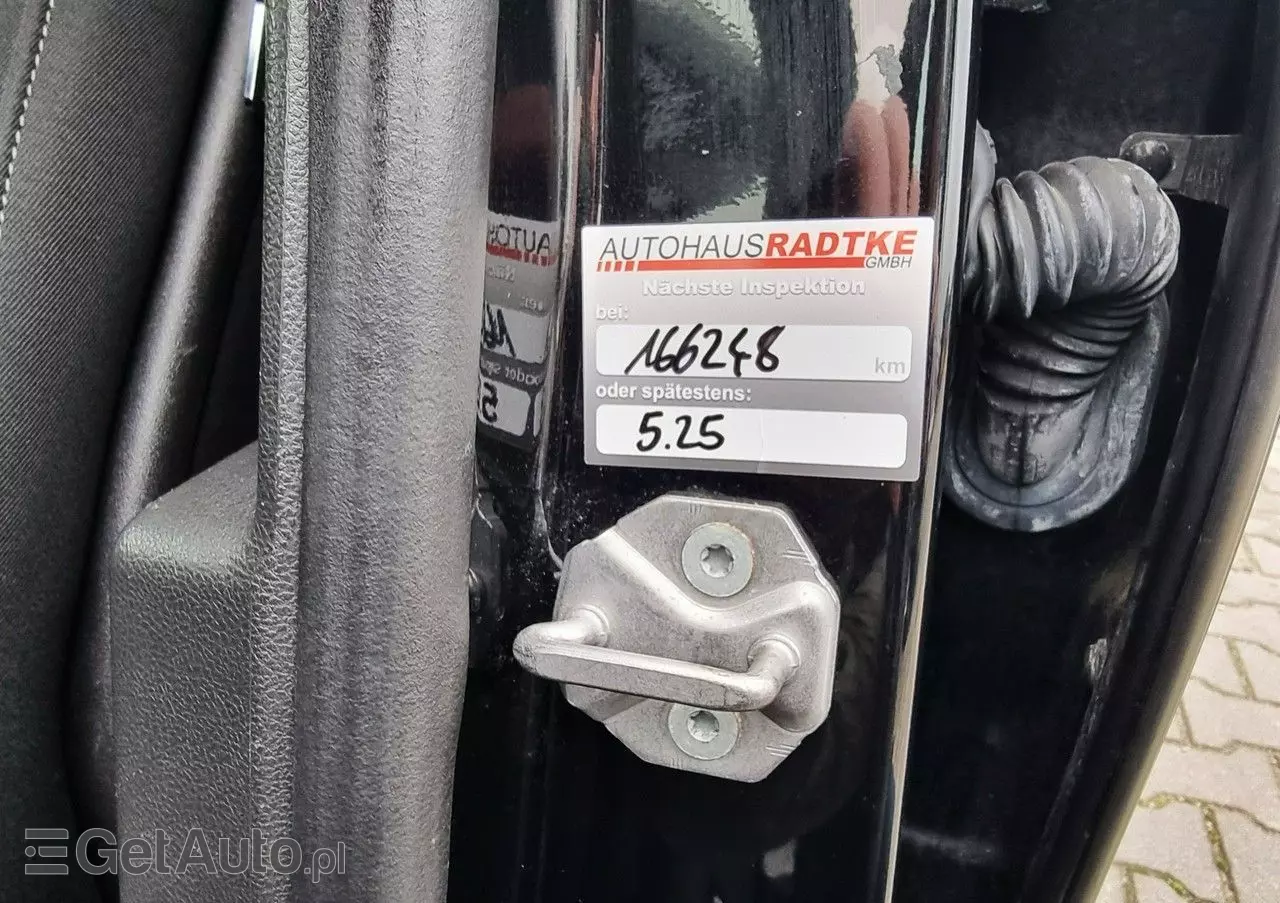 AUTOHAUSRADTKE
GMBH
Nächste Inspektion
bei:
166248 km
oder spätestens:
5.25
GetAuto.pl